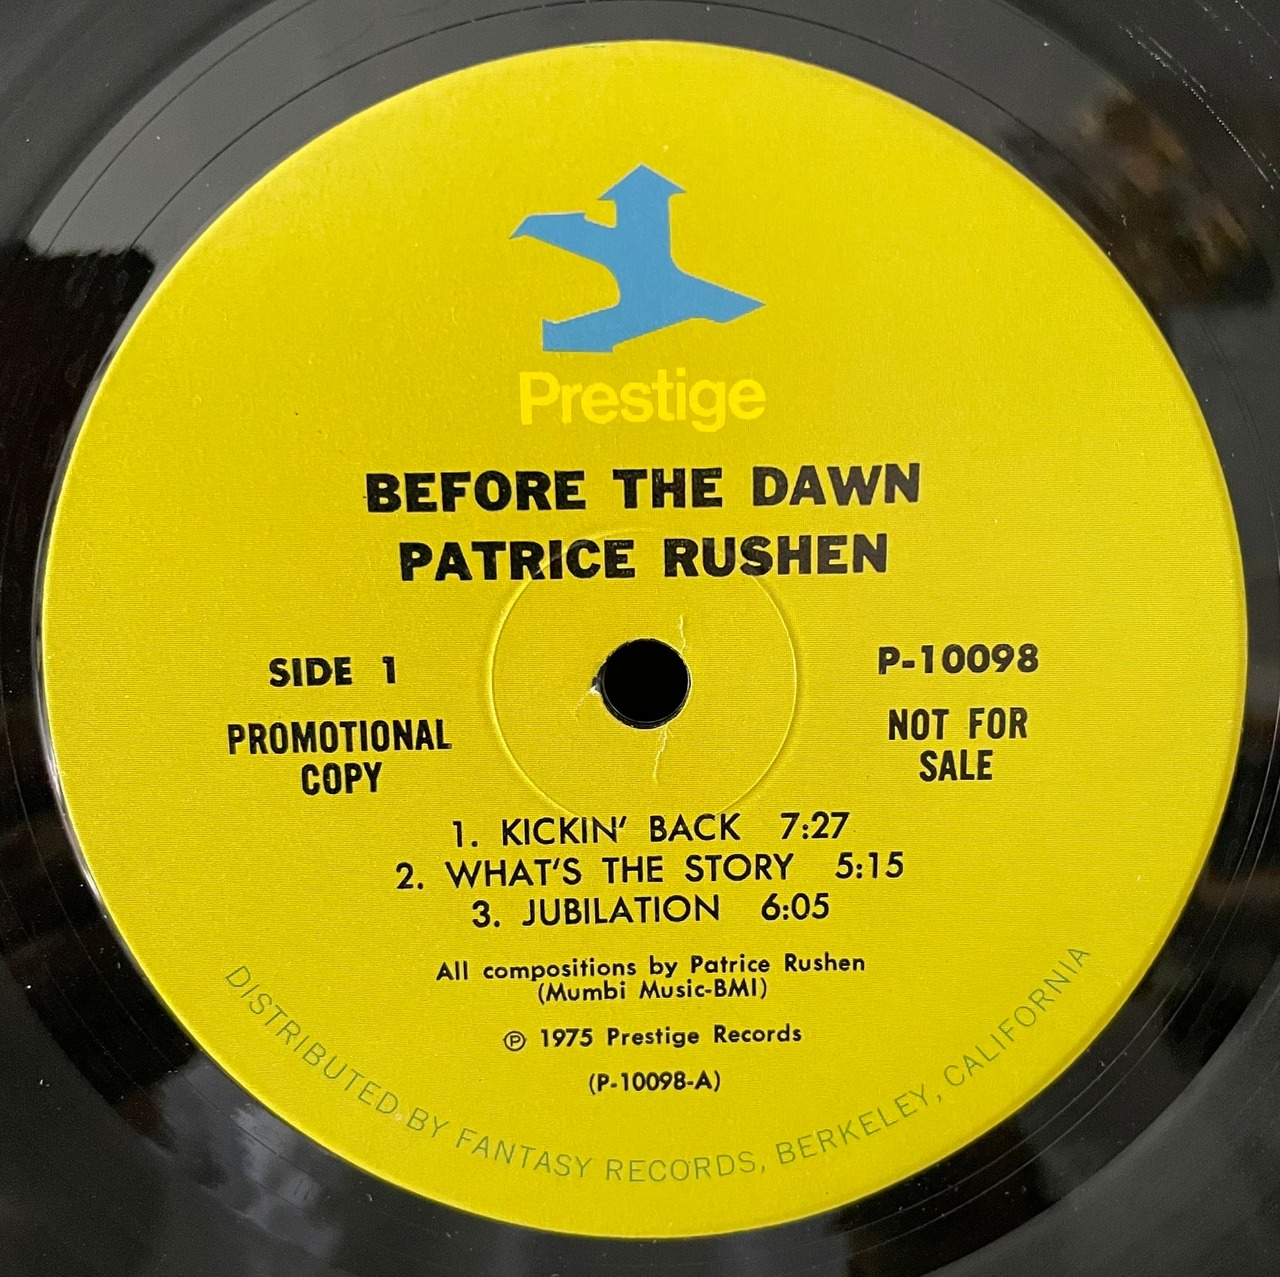 Prestige
BEFORE THE DAWN
PATRICE RUSHEN
SIDE 1
P-10098
PROMOTIONAL
COPY
NOT FOR
SALE
1. KICKIN' BACK 7:27
2. WHAT'S THE STORY 5:15
3. JUBILATION 6:05
All compositions by Patrice Rushen
(Mumbi Music-BMI)
℗ 1975 Prestige Records
(P-10098-A)
DISTRIBUTED BY FANTASY RECORDS, BERKELEY, CALIFORNIA